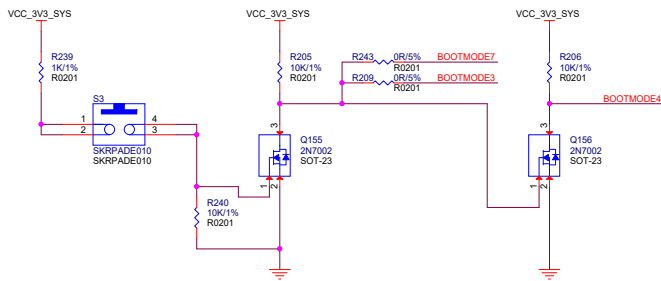 VCC_3V3_SYS
VCC_3V3_SYS
VCC_3V3_SYS
R239
1K/1%
R0201
R205
10K/1%
R0201
R243
0R/5%
R0201
BOOTMODE7
R209
0R/5%
R0201
BOOTMODE3
R206
10K/1%
R0201
BOOTMODE4
S3
1
2
4
3
SKRPADE010
SKRPADE010
3
Q155
2N7002
SOT-23
1
2
3
Q156
2N7002
SOT-23
1
2
R240
10K/1%
R0201